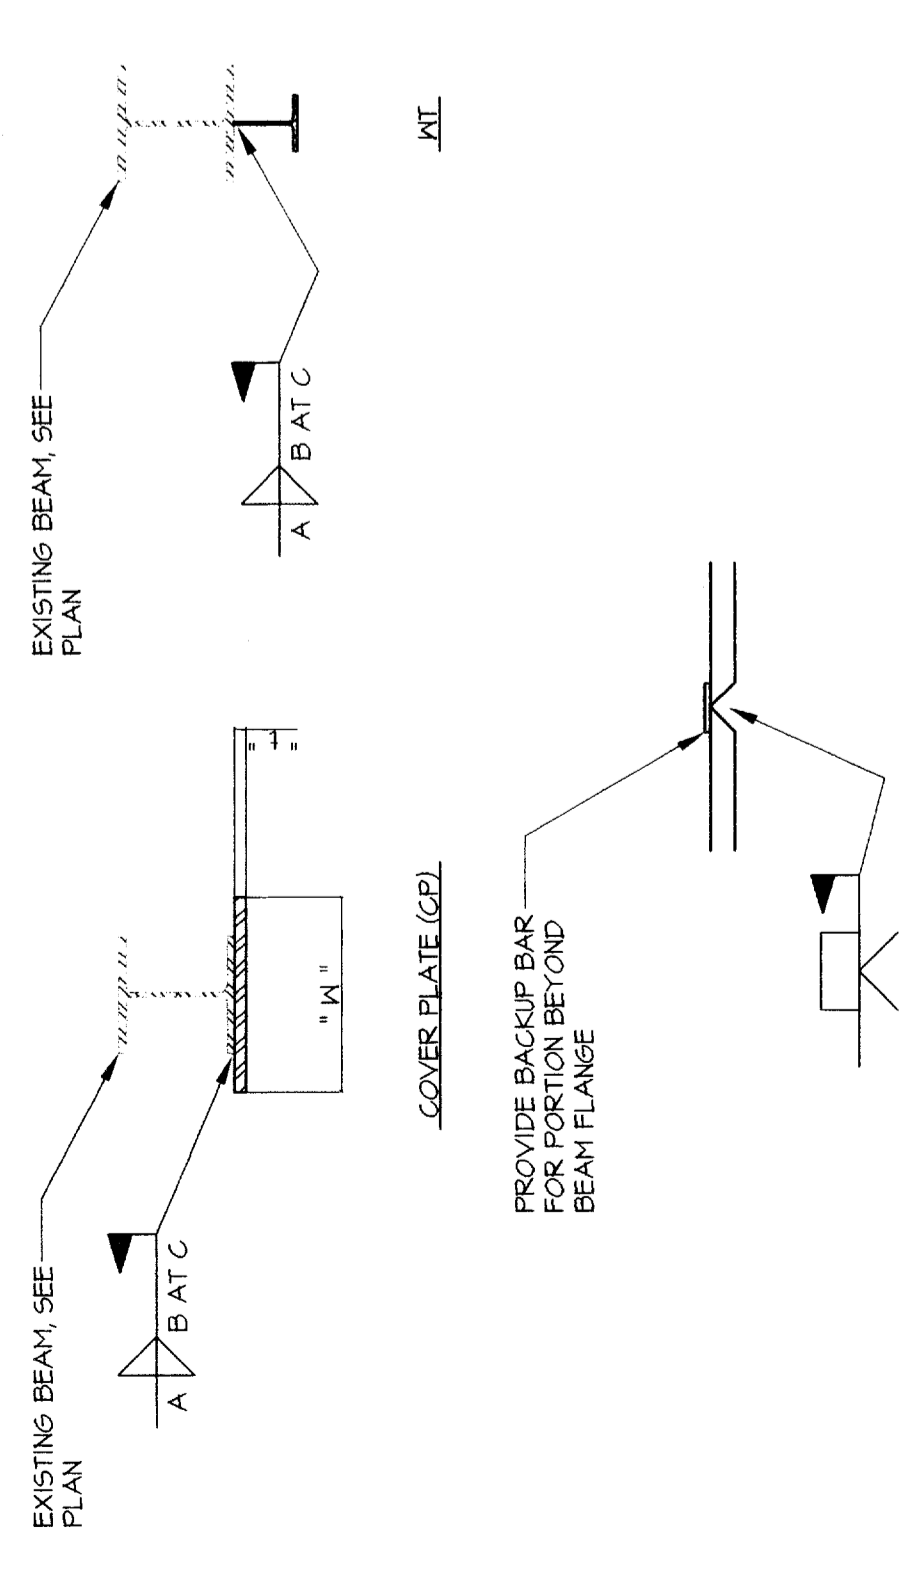 EXISTING BEAM, SEE
PLAN
A
B AT C
"W"
"t"
COVER PLATE (CP)
EXISTING BEAM, SEE
PLAN
A
B AT C
WT
PROVIDE BACKUP BAR
FOR PORTION BEYOND
BEAM FLANGE